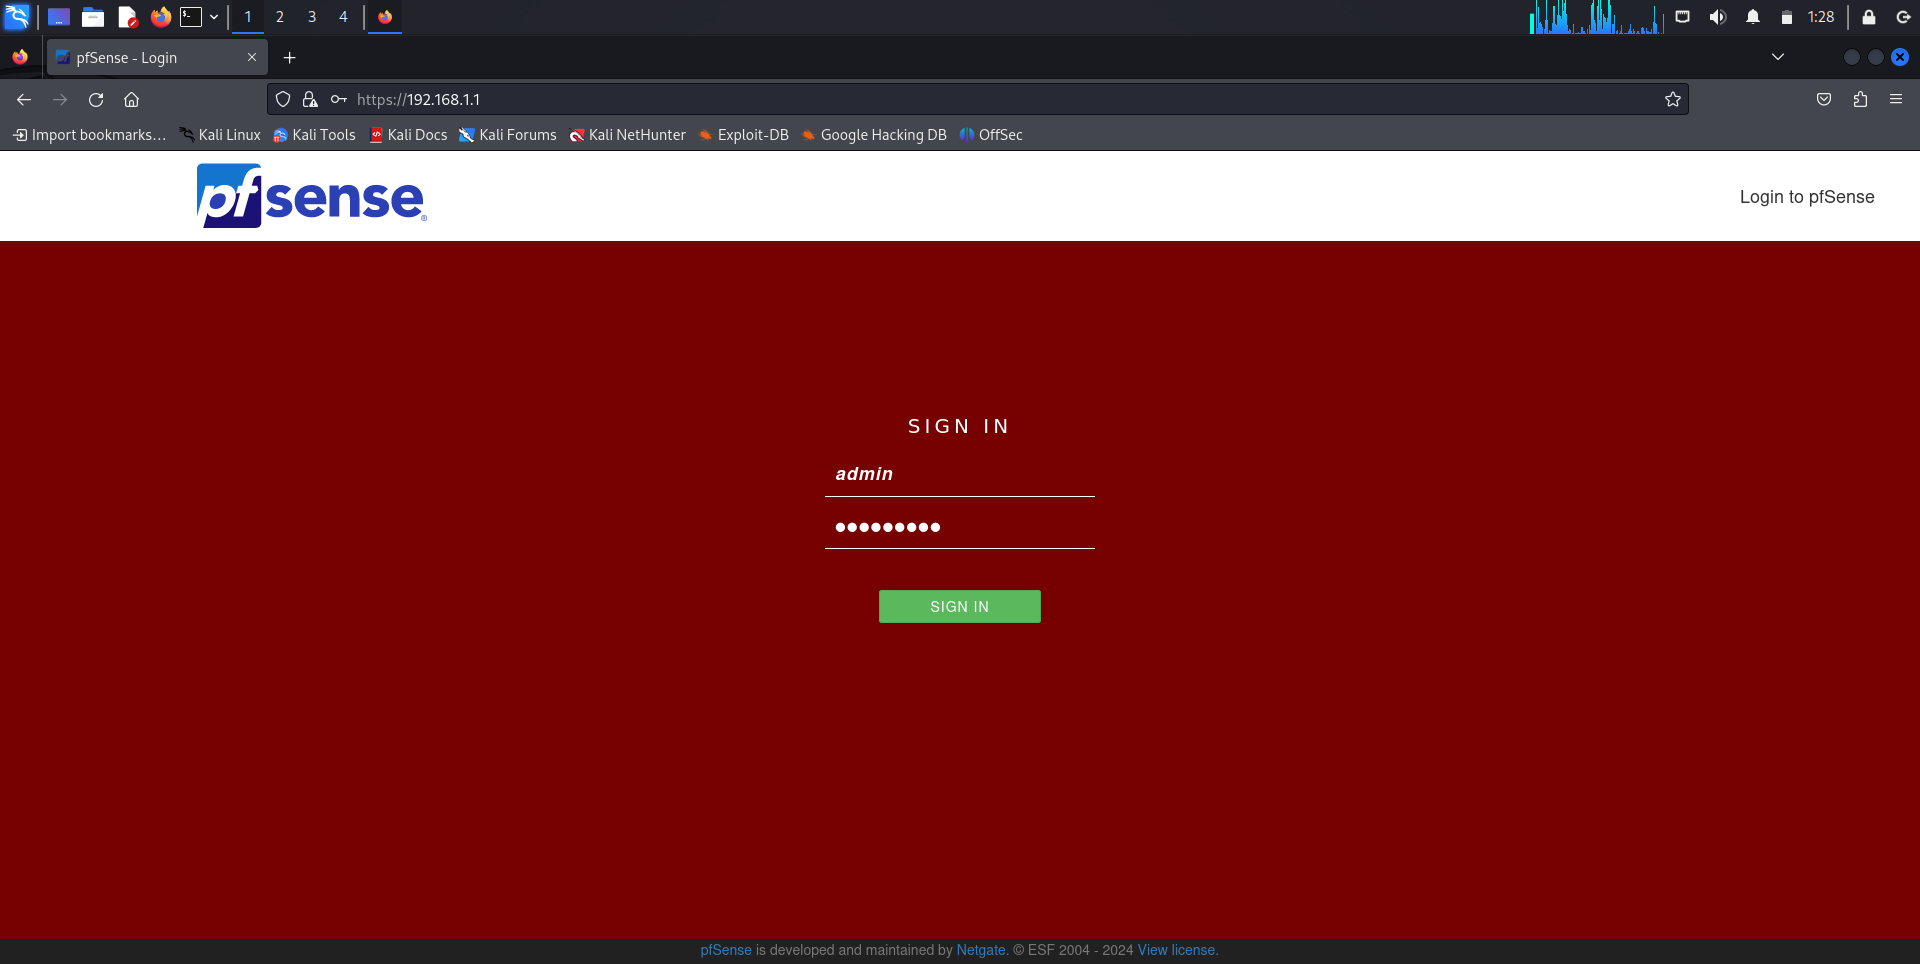 1 2 3 4 1:28
pfSense - Login
https://192.168.1.1
Import bookmarks... Kali Linux Kali Tools Kali Docs Kali Forums Kali NetHunter Exploit-DB Google Hacking DB OffSec
pfsense®
Login to pfSense
SIGN IN
admin
●●●●●●●●●
SIGN IN
pfSense is developed and maintained by Netgate. © ESF 2004 - 2024 View license.